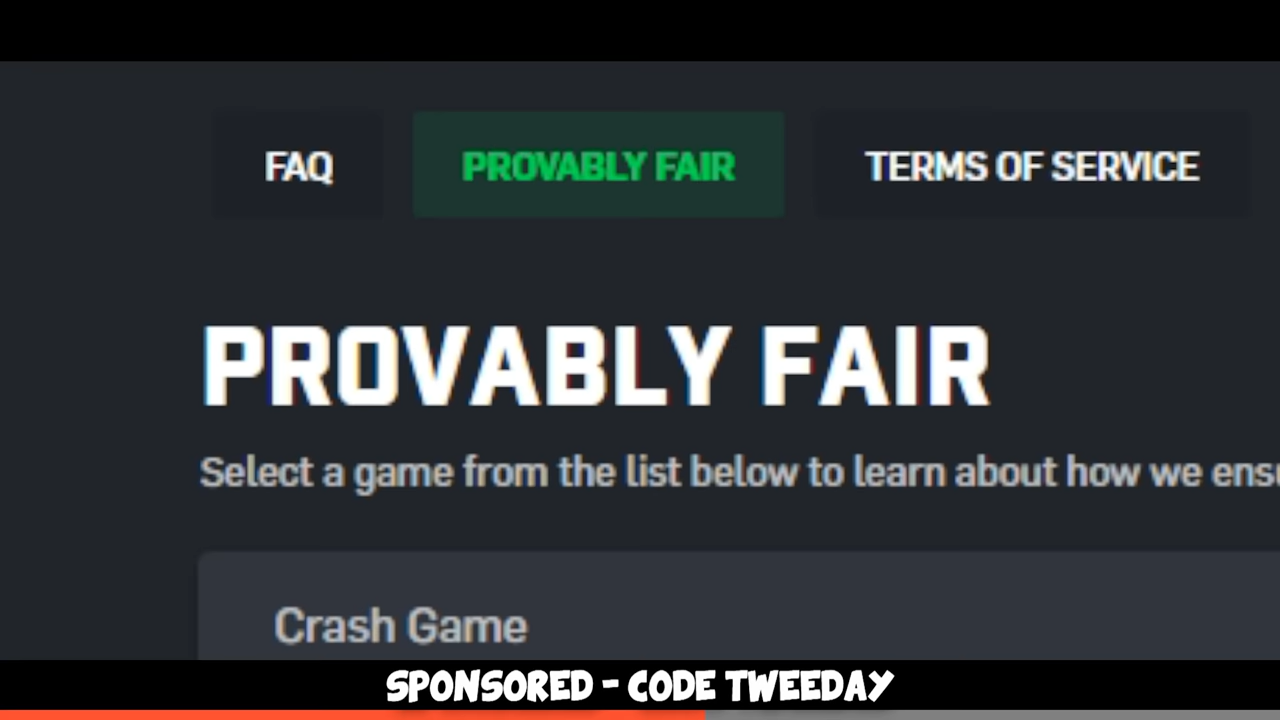 FAQ PROVABLY FAIR TERMS OF SERVICE
PROVABLY FAIR
Select a game from the list below to learn about how we
Crash Game
SPONSORED - CODE TWEEDAY